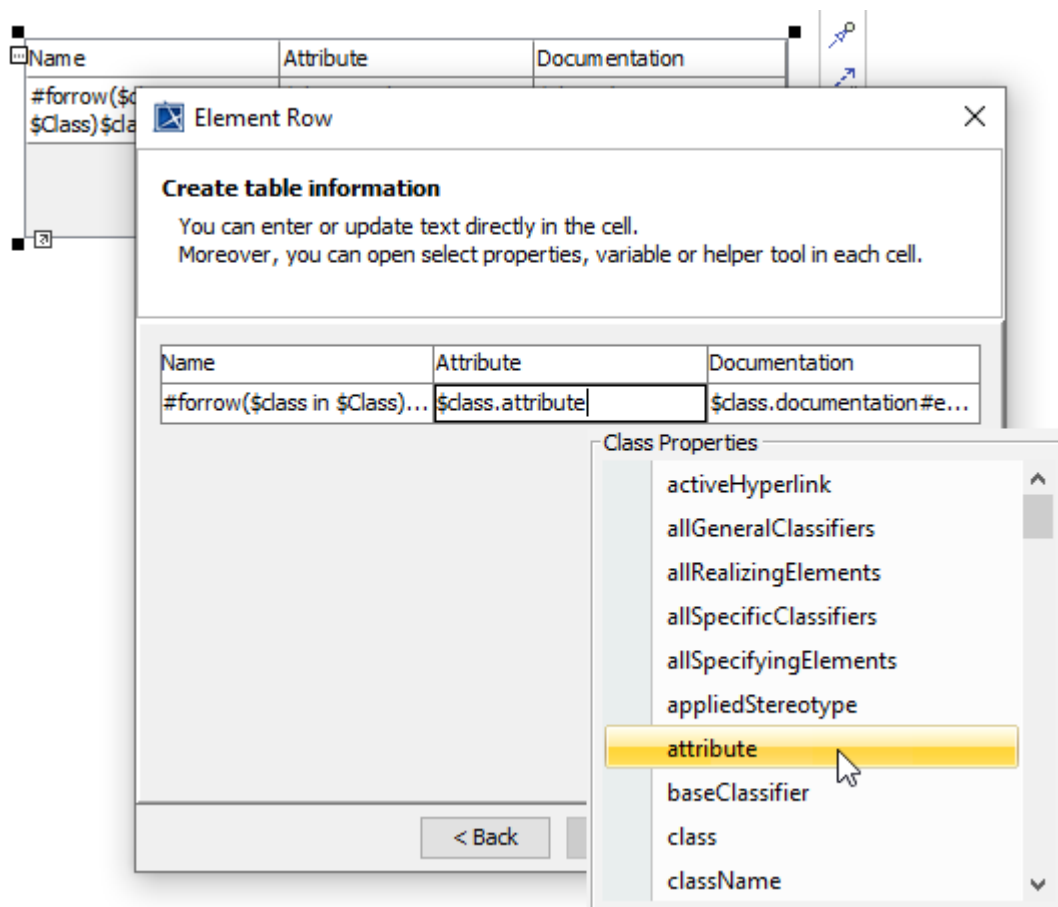 Name Attribute Documentation
#forrow($c
$Class)$cla
Element Row
Create table information
You can enter or update text directly in the cell.
Moreover, you can open select properties, variable or helper tool in each cell.
Name Attribute Documentation
#forrow($class in $Class)... $class.attribute $class.documentation#e...
Class Properties
activeHyperlink
allGeneralClassifiers
allRealizingElements
allSpecificClassifiers
allSpecifyingElements
appliedStereotype
attribute
baseClassifier
class
className
< Back